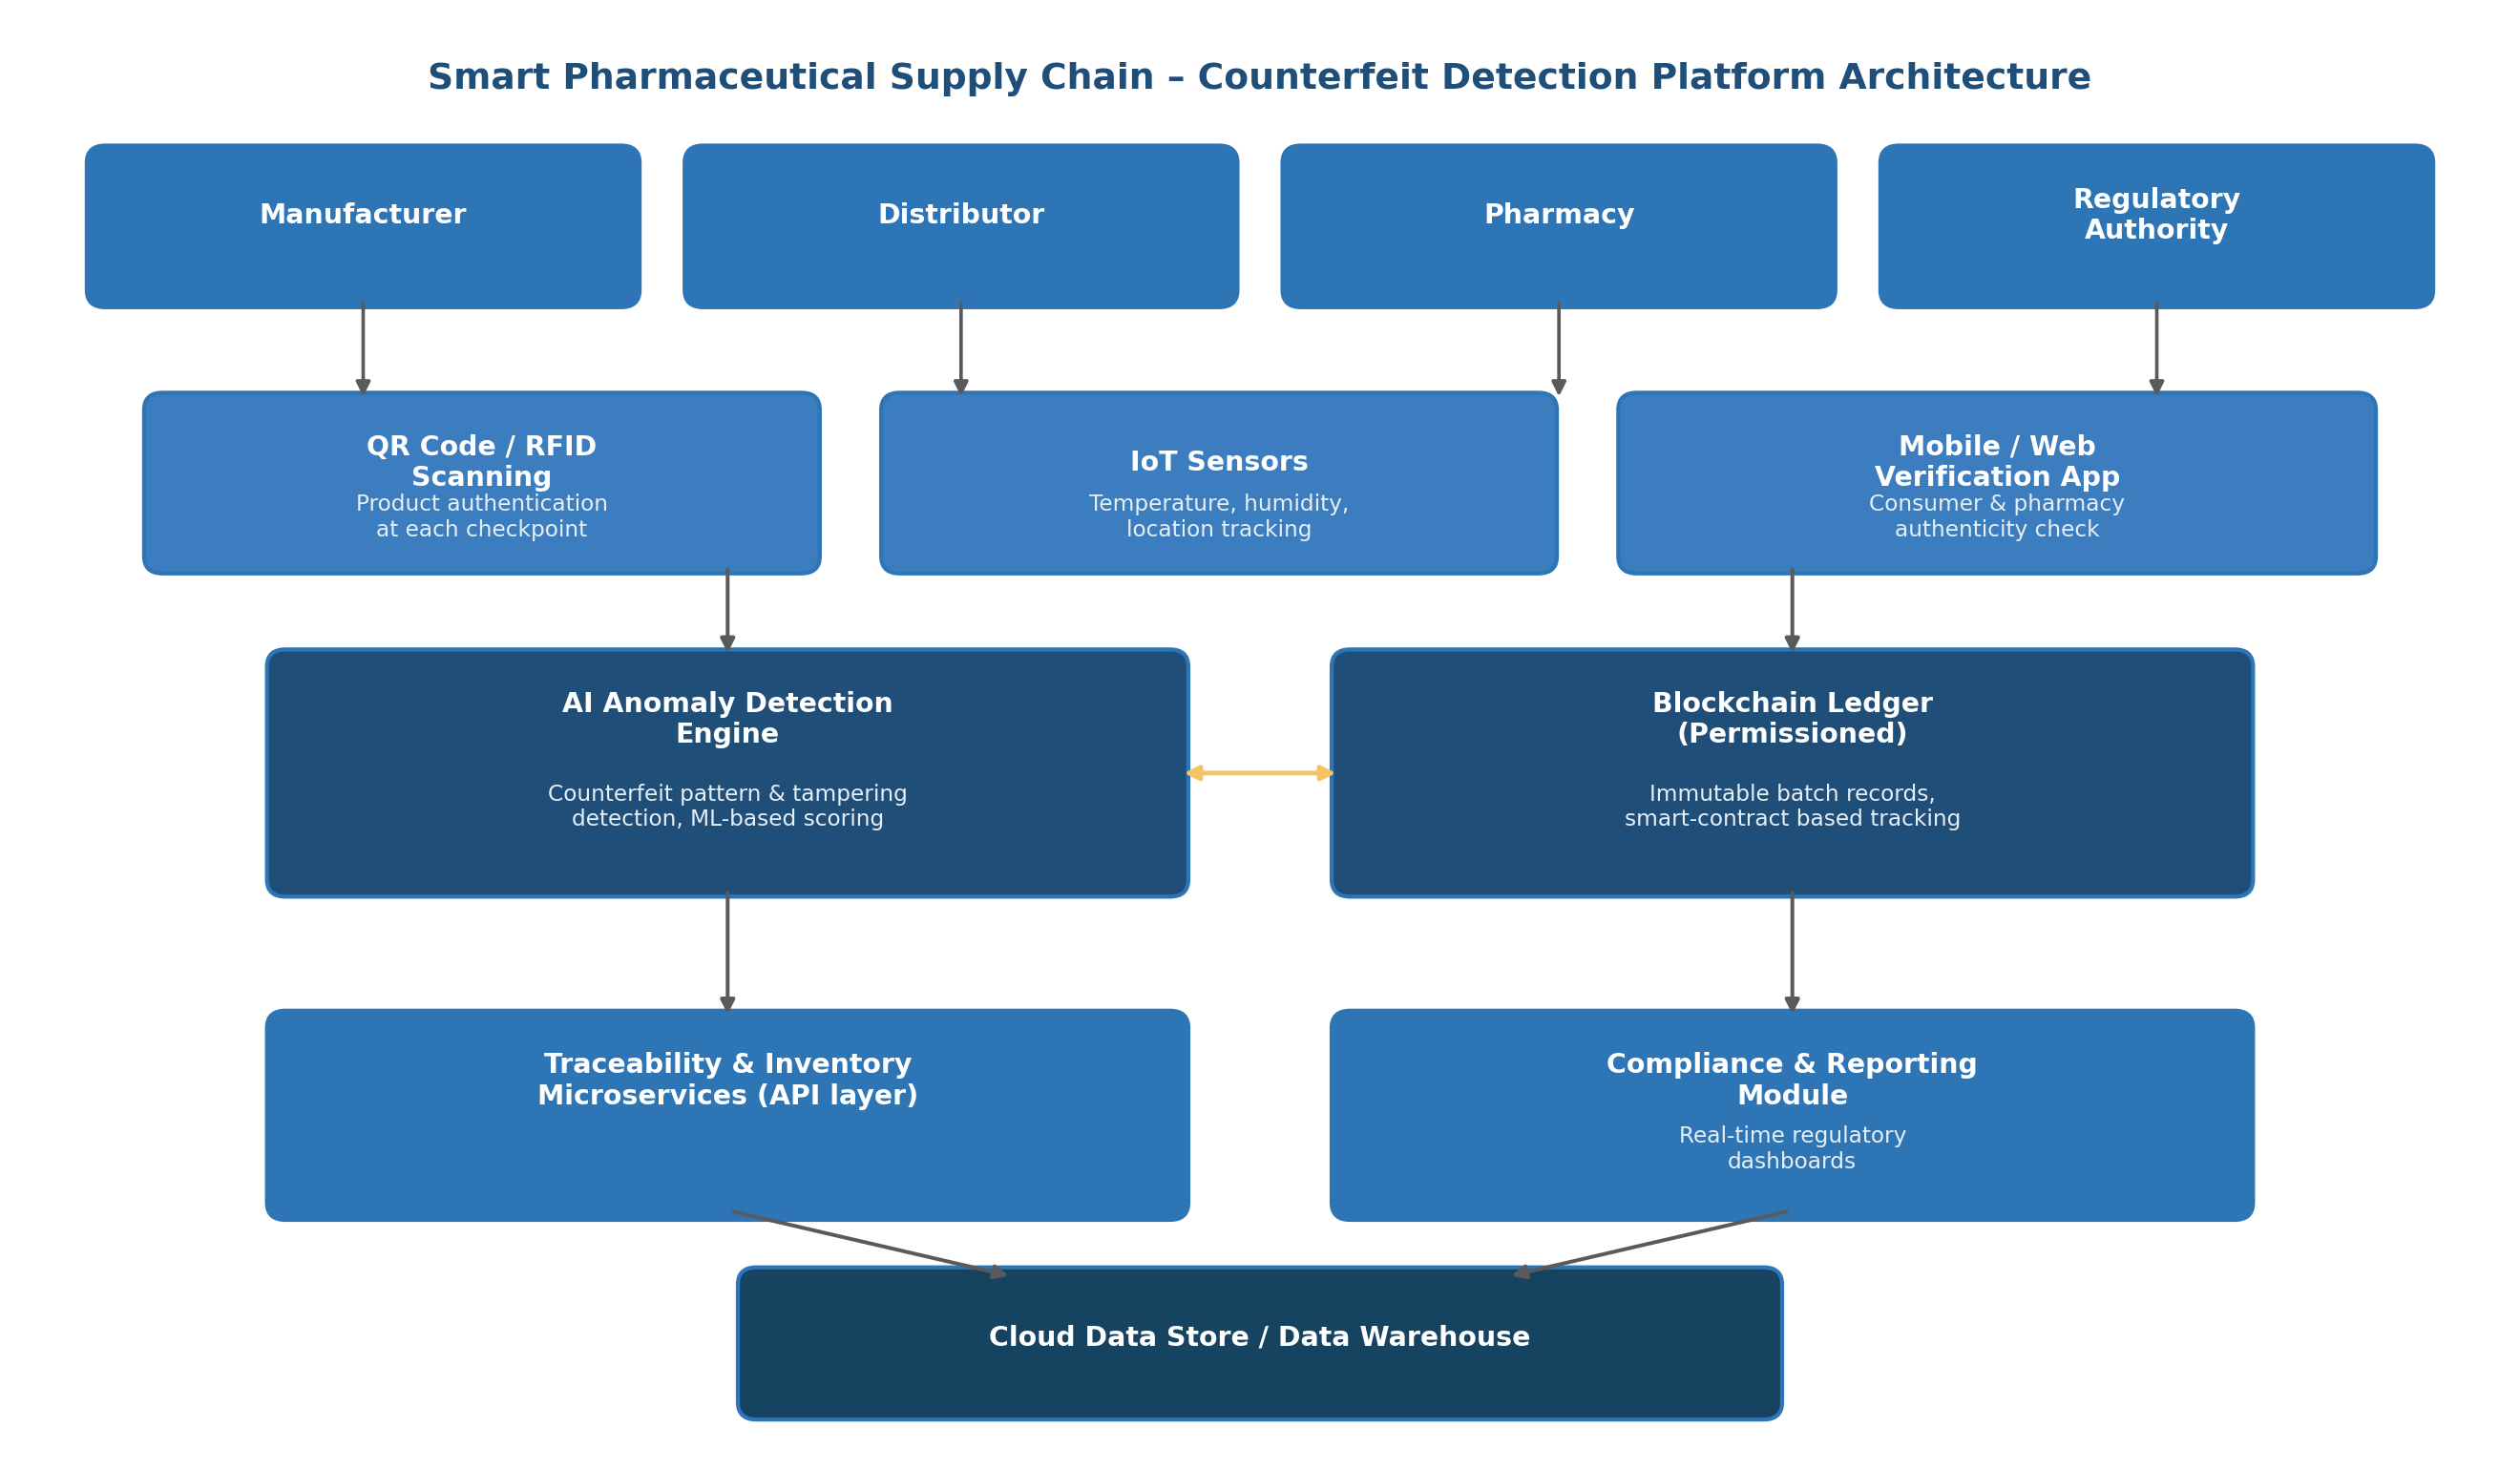 Smart Pharmaceutical Supply Chain – Counterfeit Detection Platform Architecture
Manufacturer
Distributor
Pharmacy
Regulatory
Authority
QR Code / RFID
Scanning
Product authentication
at each checkpoint
IoT Sensors
Temperature, humidity,
location tracking
Mobile / Web
Verification App
Consumer & pharmacy
authenticity check
AI Anomaly Detection
Engine
Counterfeit pattern & tampering
detection, ML-based scoring
Blockchain Ledger
(Permissioned)
Immutable batch records,
smart-contract based tracking
Traceability & Inventory
Microservices (API layer)
Compliance & Reporting
Module
Real-time regulatory
dashboards
Cloud Data Store / Data Warehouse